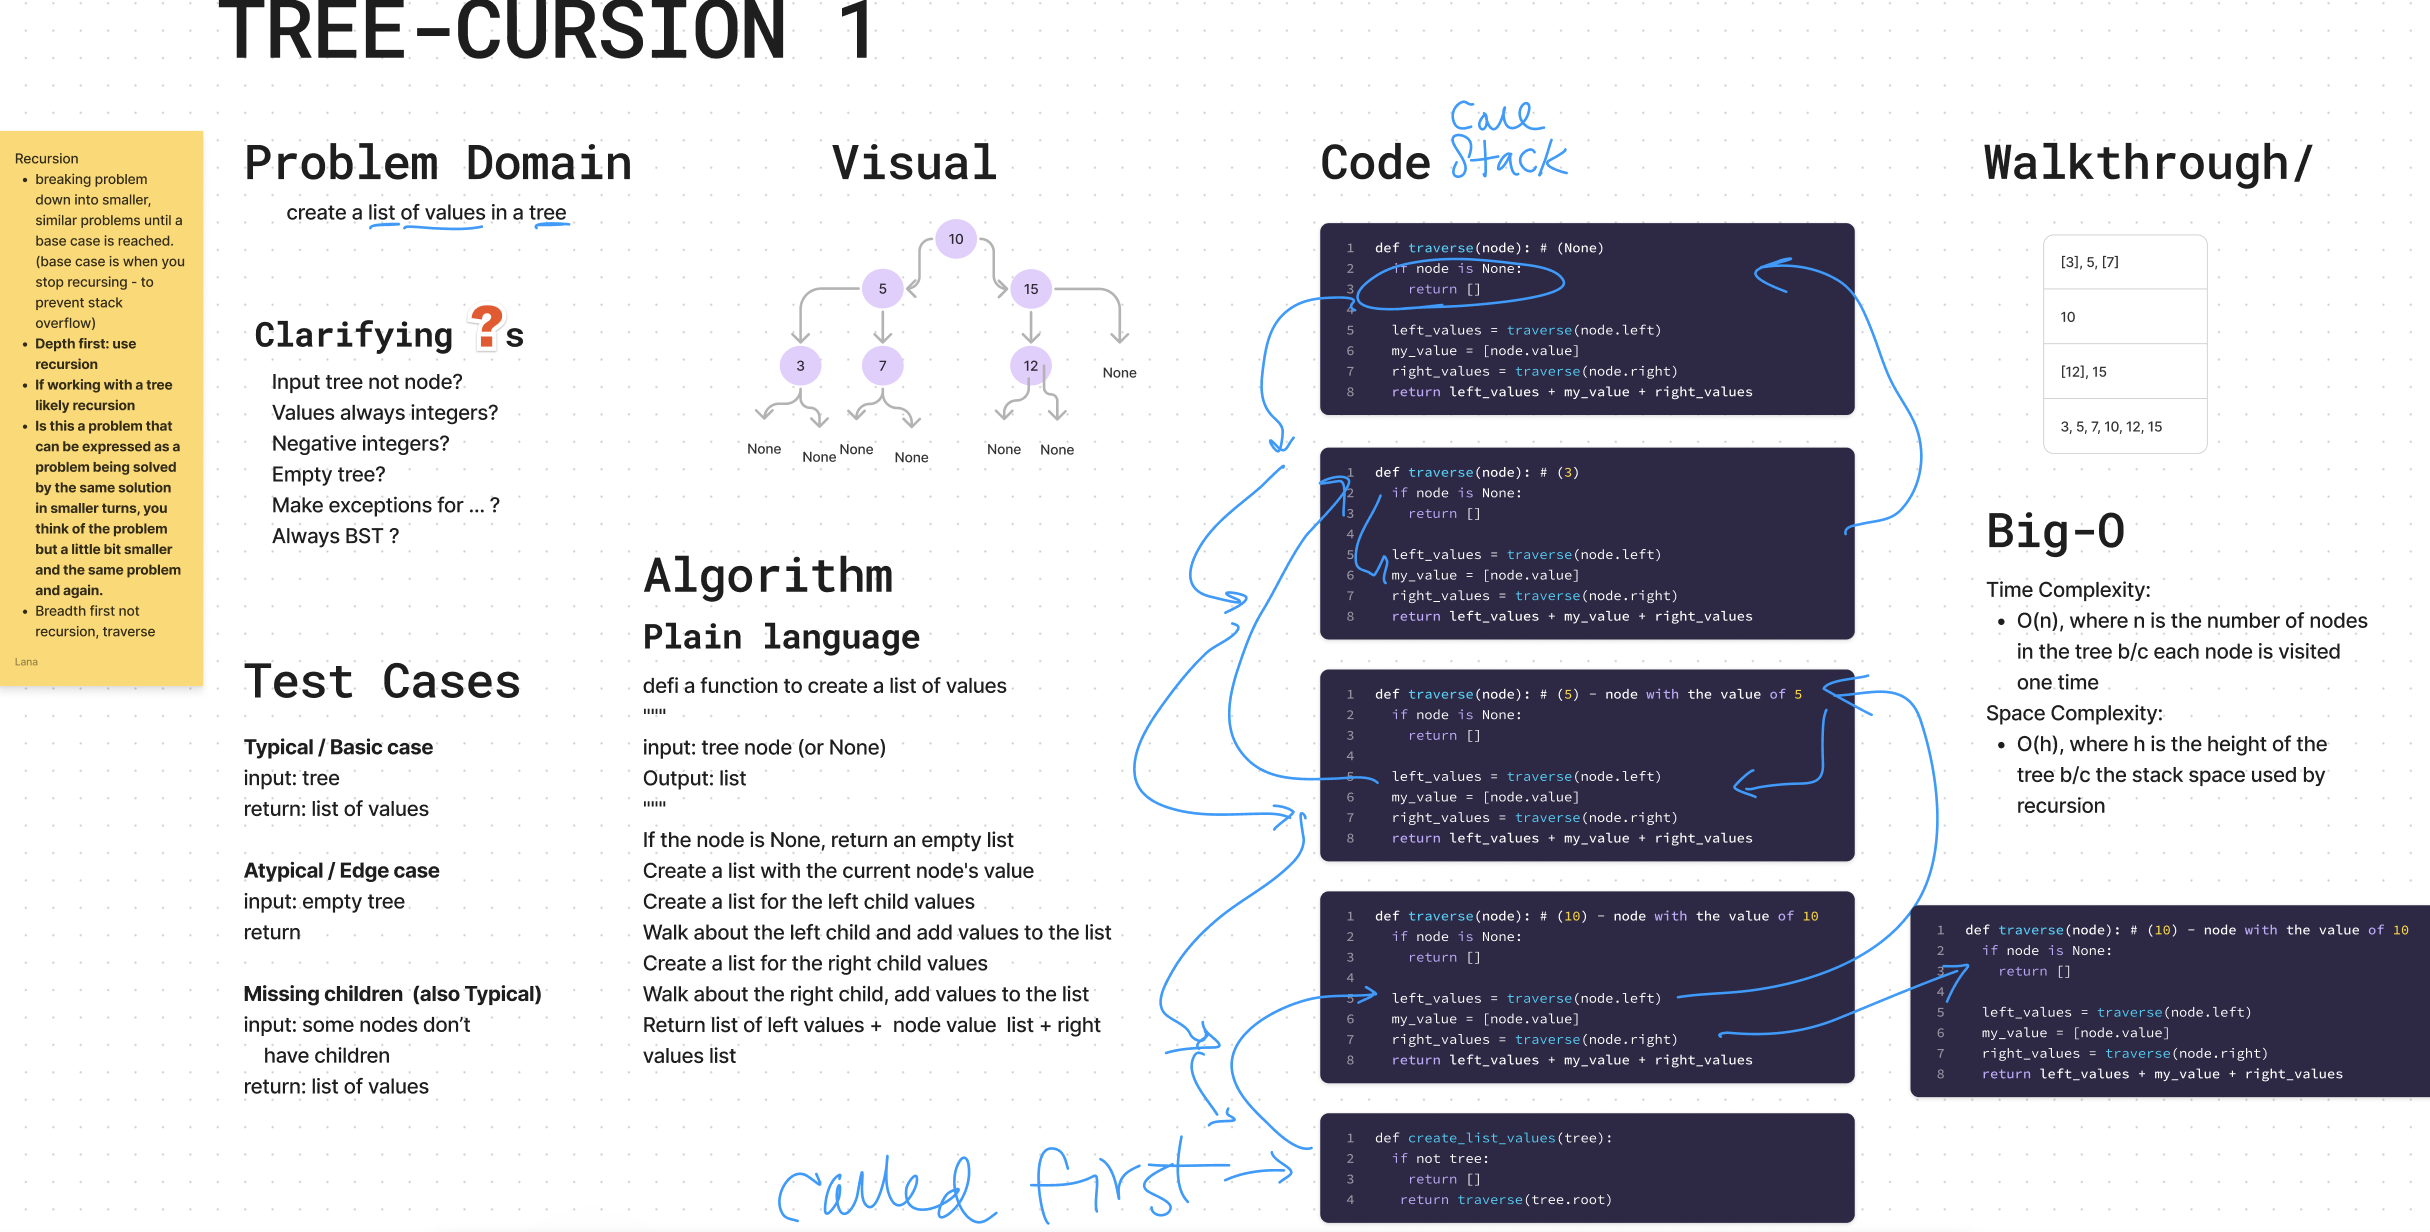 TREE-CURSION 1
Recursion
• breaking problem
down into smaller,
similar problems until a
base case is reached.
(base case is when you
stop recursing - to
prevent stack
overflow)
• Depth first: use
recursion
• If working with a tree
likely recursion
• Is this a problem that
can be expressed as a
problem being solved
by the same solution
in smaller turns, you
think of the problem
but a little bit smaller
and the same problem
and again.
• Breadth first not
recursion, traverse
Lana
Problem Domain
create a list of values in a tree
Clarifying ?s
Input tree not node?
Values always integers?
Negative integers?
Empty tree?
Make exceptions for ... ?
Always BST ?
Test Cases
Typical / Basic case
input: tree
return: list of values
Atypical / Edge case
input: empty tree
return
Missing children (also Typical)
input: some nodes don't
have children
return: list of values
Visual
10
5
15
3
7
12
None
None
None
None
None
None
None
Algorithm
Plain language
defi a function to create a list of values
"""
input: tree node (or None)
Output: list
"""
If the node is None, return an empty list
Create a list with the current node's value
Create a list for the left child values
Walk about the left child and add values to the list
Create a list for the right child values
Walk about the right child, add values to the list
Return list of left values + node value list + right
values list
Code
Call
Stack
1 def traverse(node): # (None)
2 if node is None:
3 return []
4
5 left_values = traverse(node.left)
6 my_value = [node.value]
7 right_values = traverse(node.right)
8 return left_values + my_value + right_values
1 def traverse(node): # (3)
2 if node is None:
3 return []
4
5 left_values = traverse(node.left)
6 my_value = [node.value]
7 right_values = traverse(node.right)
8 return left_values + my_value + right_values
1 def traverse(node): # (5) - node with the value of 5
2 if node is None:
3 return []
4
5 left_values = traverse(node.left)
6 my_value = [node.value]
7 right_values = traverse(node.right)
8 return left_values + my_value + right_values
1 def traverse(node): # (10) - node with the value of 10
2 if node is None:
3 return []
4
5 left_values = traverse(node.left)
6 my_value = [node.value]
7 right_values = traverse(node.right)
8 return left_values + my_value + right_values
called first
1 def create_list_values(tree):
2 if not tree:
3 return []
4 return traverse(tree.root)
Walkthrough/
[3], 5, [7]
10
[12], 15
3, 5, 7, 10, 12, 15
Big-O
Time Complexity:
• O(n), where n is the number of nodes
in the tree b/c each node is visited
one time
Space Complexity:
• O(h), where h is the height of the
tree b/c the stack space used by
recursion
1 def traverse(node): # (10) - node with the value of 10
2 if node is None:
3 return []
4
5 left_values = traverse(node.left)
6 my_value = [node.value]
7 right_values = traverse(node.right)
8 return left_values + my_value + right_values